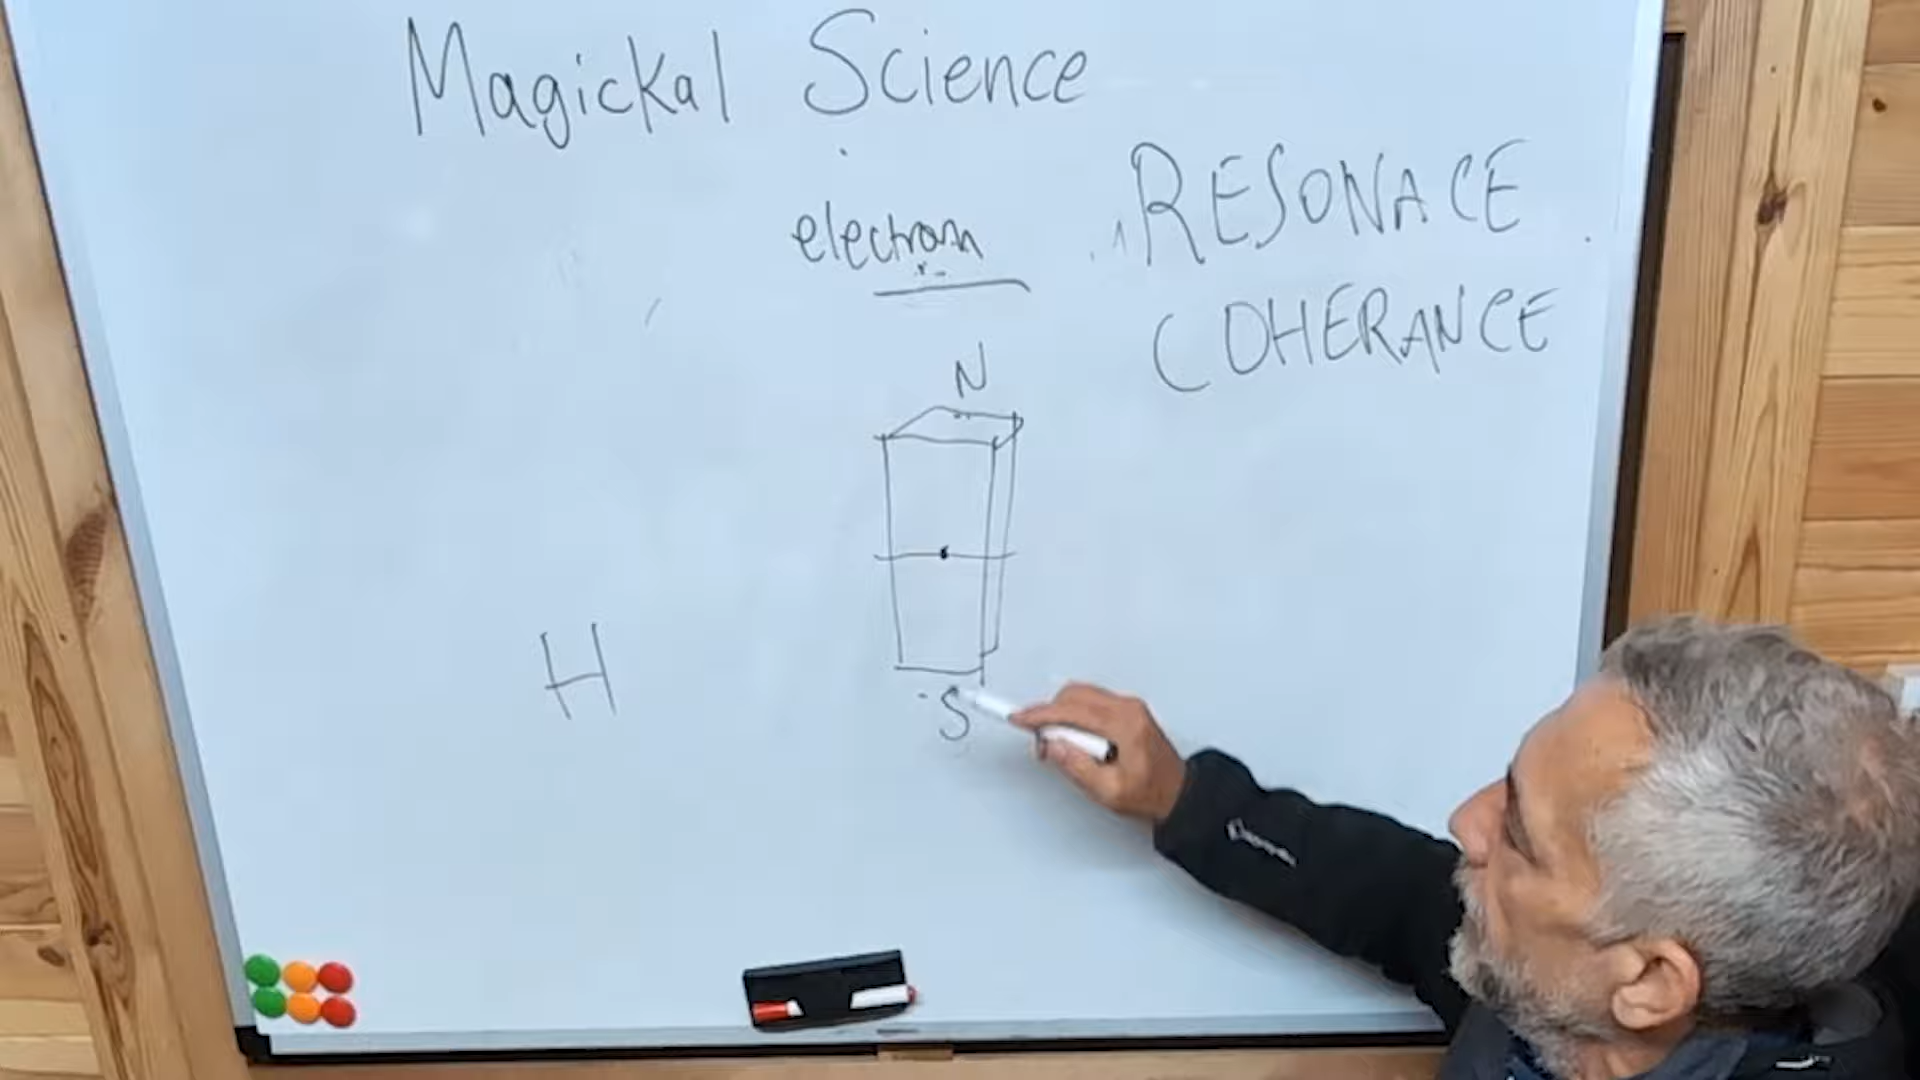 Magickal Science
electron
RESONACE
COHERANCE
N
H
S